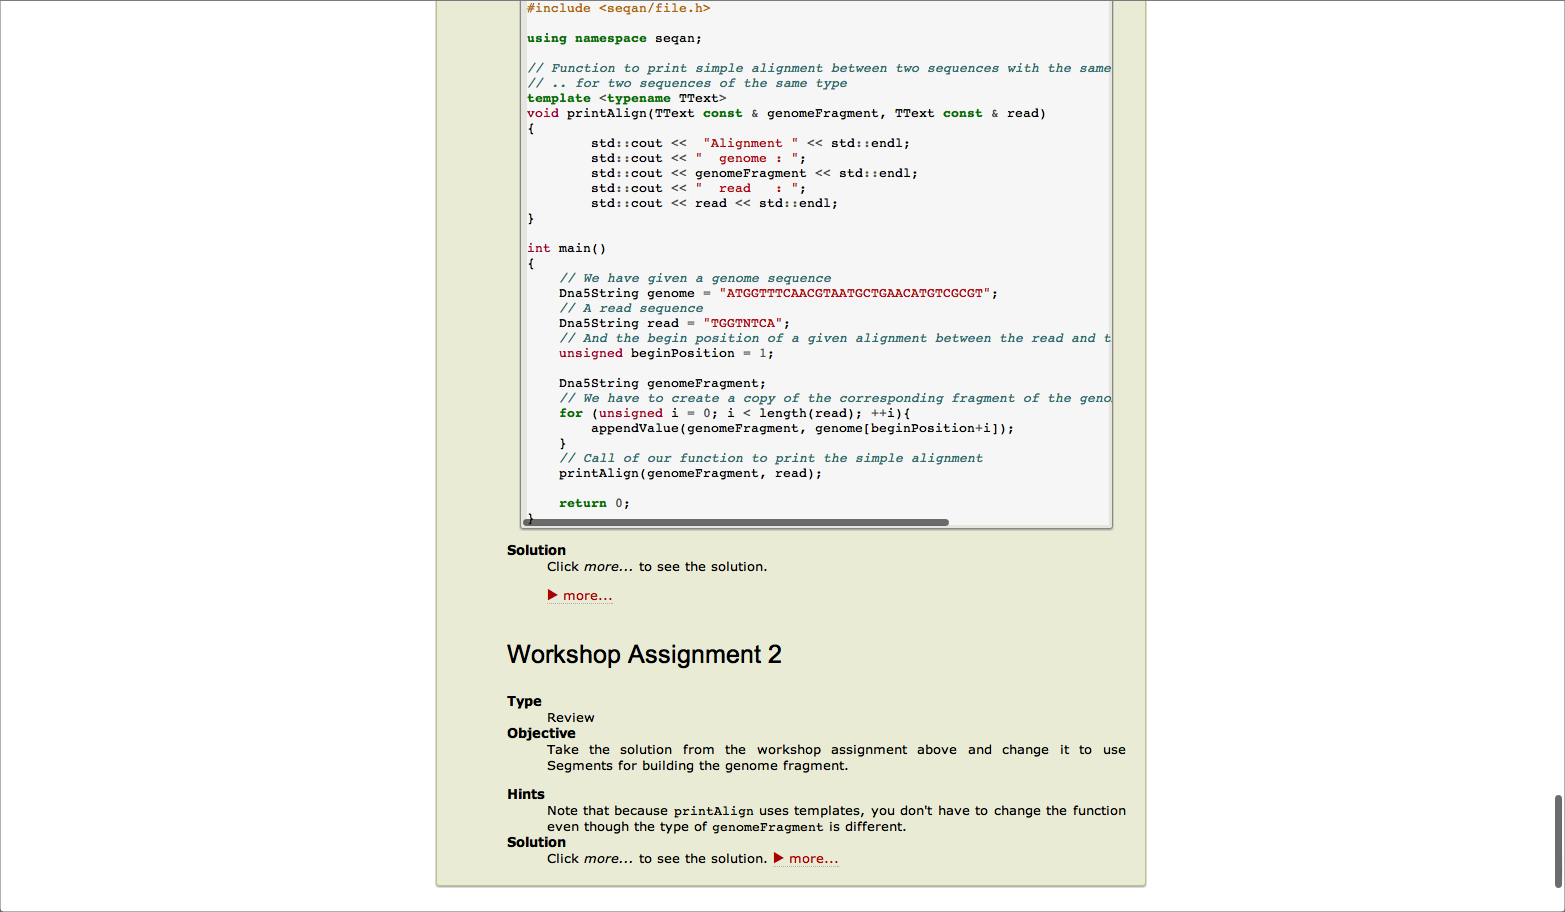 #include <seqan/file.h>
using namespace seqan;
// Function to print simple alignment between two sequences with the same
// .. for two sequences of the same type
template <typename TText>
void printAlign(TText const & genomeFragment, TText const & read)
{
std::cout <<  "Alignment " << std::endl;
std::cout << "  genome : ";
std::cout << genomeFragment << std::endl;
std::cout << "  read   : ";
std::cout << read << std::endl;
}
int main()
{
// We have given a genome sequence
Dna5String genome = "ATGGTTTCAACGTAATGCTGAACATGTCGCGT";
// A read sequence
Dna5String read = "TGGTNTCA";
// And the begin position of a given alignment between the read and t
unsigned beginPosition = 1;
Dna5String genomeFragment;
// We have to create a copy of the corresponding fragment of the geno
for (unsigned i = 0; i < length(read); ++i){
appendValue(genomeFragment, genome[beginPosition+i]);
}
// Call of our function to print the simple alignment
printAlign(genomeFragment, read);
return 0;
}
Solution
Click more... to see the solution.
more...
Workshop Assignment 2
Type
Review
Objective
Take the solution from the workshop assignment above and change it to use
Segments for building the genome fragment.
Hints
Note that because printAlign uses templates, you don't have to change the function
even though the type of genomeFragment is different.
Solution
Click more... to see the solution. more...